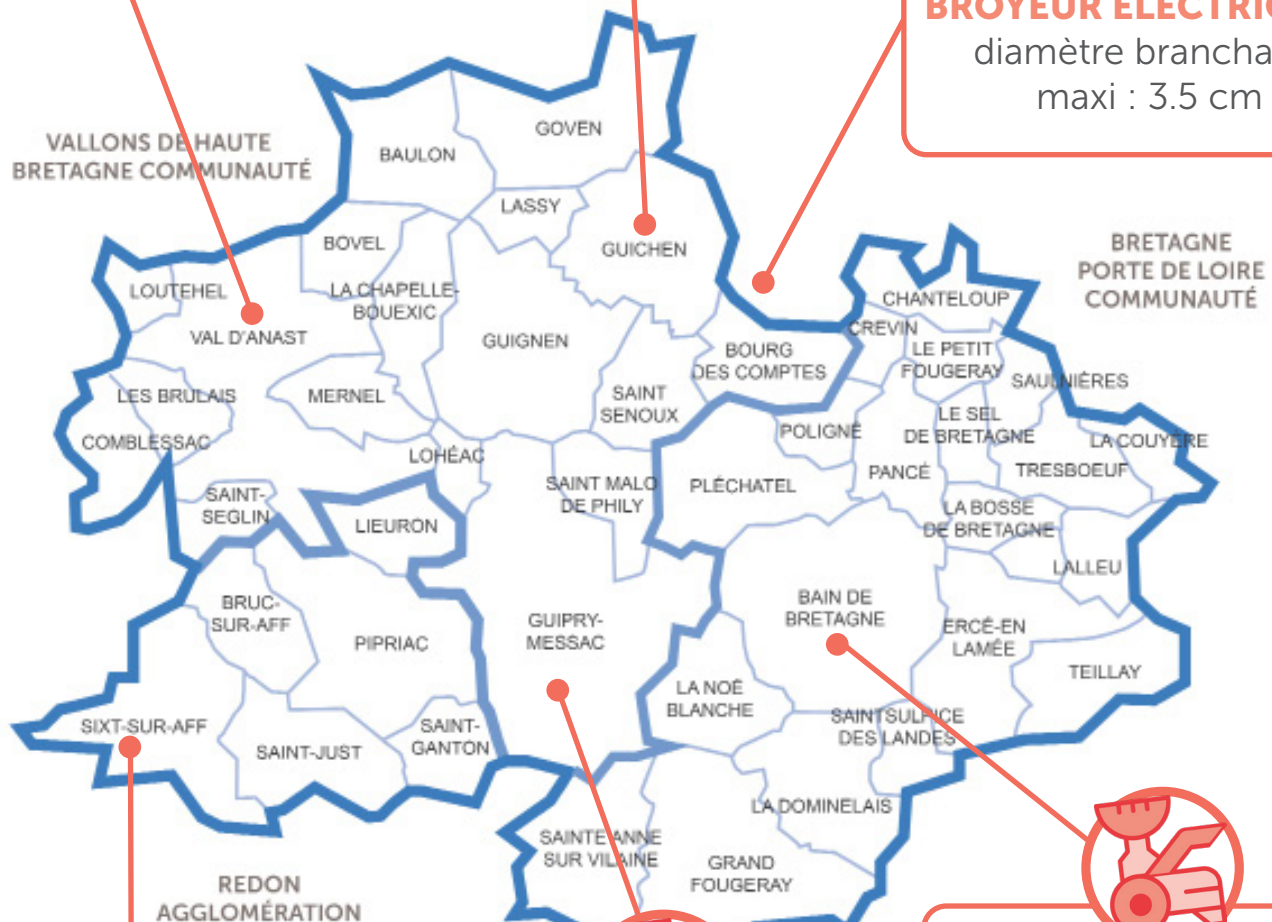 BROYEUR ÉLECTRIQ
diamètre brancha
maxi : 3.5 cm
VALLONS DE HAUTE
BRETAGNE COMMUNAUTÉ
GOVEN
BAULON
LASSY
BOVEL
GUICHEN
BRETAGNE
PORTE DE LOIRE
COMMUNAUTÉ
LOUTEHEL
LA CHAPELLE-
BOUEXIC
CHANTELOUP
VAL D'ANAST
GUIGNEN
CREVIN
BOURG
DES COMPTES
LE PETIT
FOUGERAY
SAULNIÈRES
LES BRULAIS
MERNEL
SAINT
SENOUX
COMBLESSAC
LOHÉAC
POLIGNÉ
LE SEL
DE BRETAGNE
LA COUYÈRE
SAINT-
SEGLIN
LIEURON
SAINT MALO
DE PHILY
PLÉCHATEL
PANCÉ
TRESBOEUF
LA BOSSE
DE BRETAGNE
LALLEU
BRUC-
SUR-AFF
PIPRIAC
GUIPRY-
MESSAC
BAIN DE
BRETAGNE
ERCÉ-EN
LAMÉE
TEILLAY
SIXT-SUR-AFF
SAINT-JUST
SAINT-
GANTON
LA NOË
BLANCHE
SAINTSULPICE
DES LANDES
LA DOMINELAIS
SAINTE ANNE
SUR VILAINE
GRAND
FOUGERAY
REDON
AGGLOMÉRATION